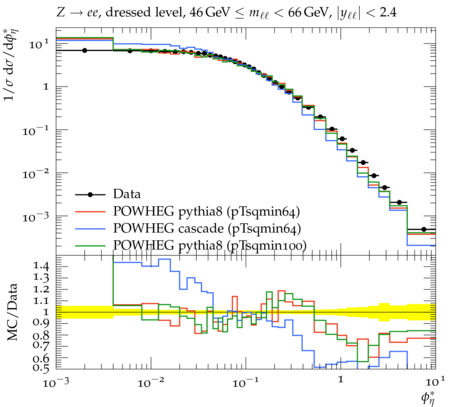 Z → ee, dressed level, 46 GeV ≤ mℓℓ < 66 GeV, |yℓℓ| < 2.4
1/σ dσ/dφ*η
10^1
1
10^−1
10^−2
10^−3
Data
POWHEG pythia8 (pTsqmin64)
POWHEG cascade (pTsqmin64)
POWHEG pythia8 (pTsqmin100)
MC/Data
1.4
1.3
1.2
1.1
1
0.9
0.8
0.7
0.6
0.5
10^−3 10^−2 10^−1 1 10^1
φ*η